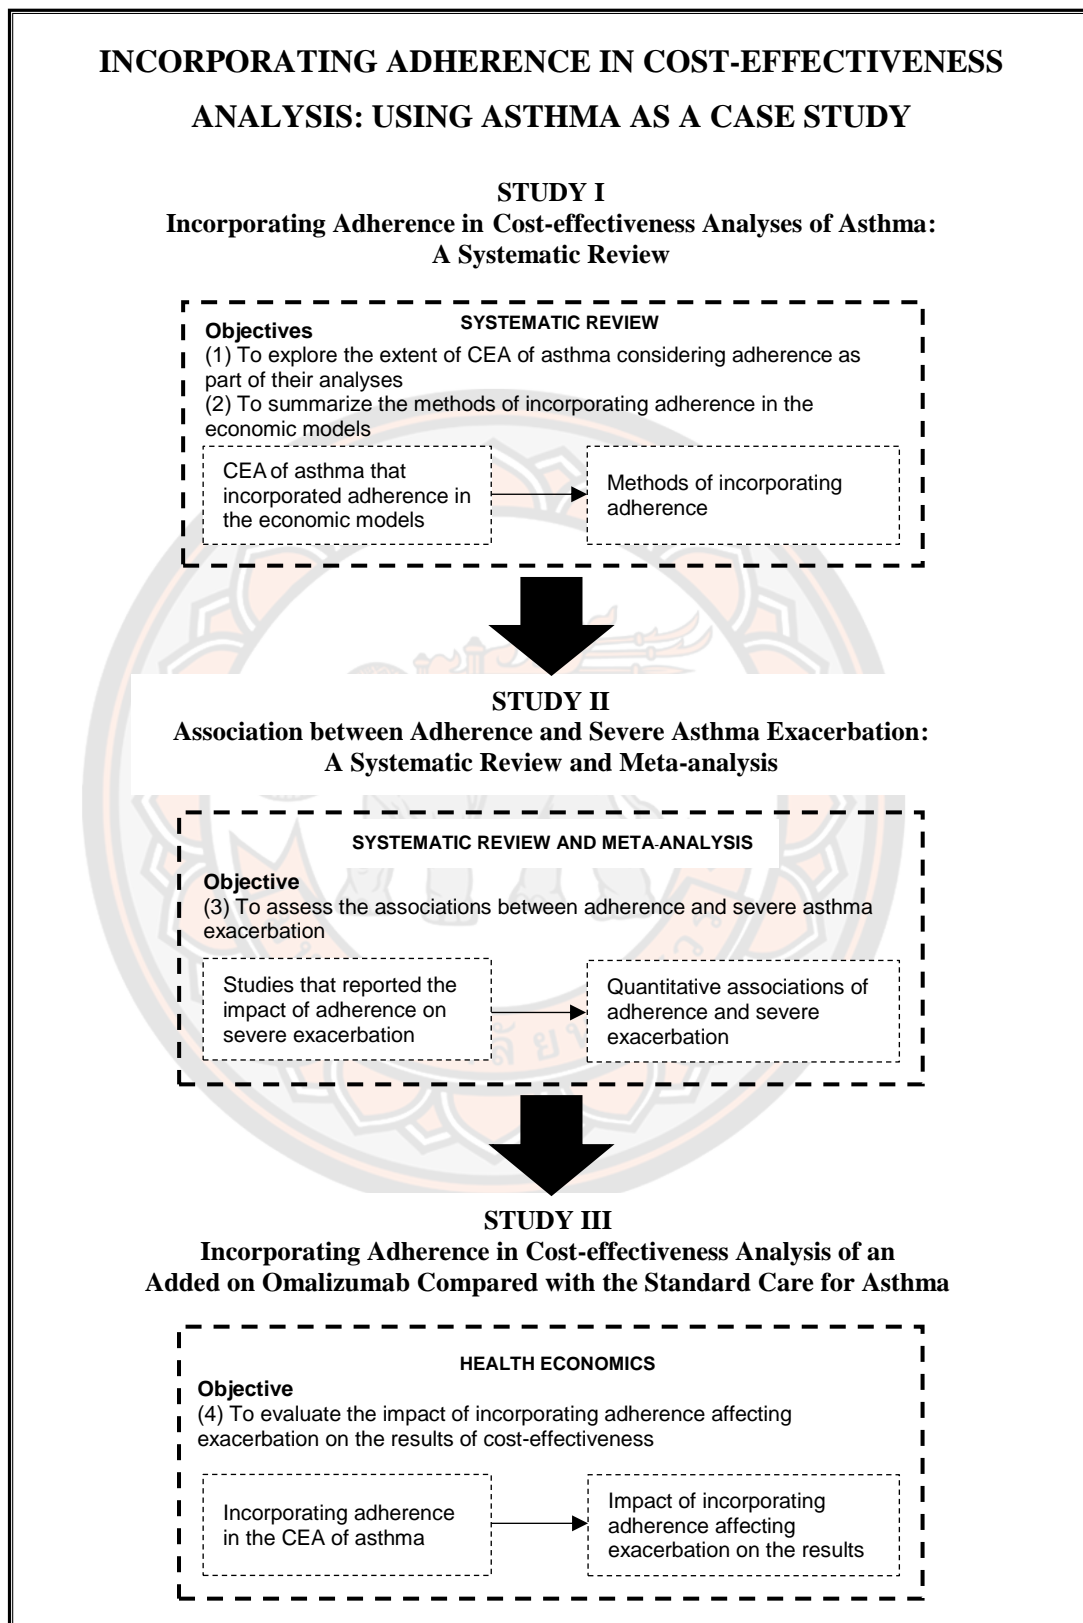 INCORPORATING ADHERENCE IN COST-EFFECTIVENESS
ANALYSIS: USING ASTHMA AS A CASE STUDY
STUDY I
Incorporating Adherence in Cost-effectiveness Analyses of Asthma:
A Systematic Review
SYSTEMATIC REVIEW
Objectives
(1) To explore the extent of CEA of asthma considering adherence as
part of their analyses
(2) To summarize the methods of incorporating adherence in the
economic models
CEA of asthma that
incorporated adherence in
the economic models
Methods of incorporating
adherence
STUDY II
Association between Adherence and Severe Asthma Exacerbation:
A Systematic Review and Meta-analysis
SYSTEMATIC REVIEW AND META-ANALYSIS
Objective
(3) To assess the associations between adherence and severe asthma
exacerbation
Studies that reported the
impact of adherence on
severe exacerbation
Quantitative associations of
adherence and severe
exacerbation
STUDY III
Incorporating Adherence in Cost-effectiveness Analysis of an
Added on Omalizumab Compared with the Standard Care for Asthma
HEALTH ECONOMICS
Objective
(4) To evaluate the impact of incorporating adherence affecting
exacerbation on the results of cost-effectiveness
Incorporating adherence
in the CEA of asthma
Impact of incorporating
adherence affecting
exacerbation on the results